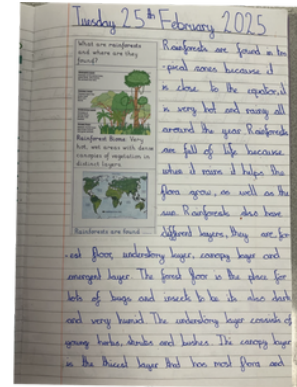 Tuesday 25th February 2025
What are rainforests
and where are they
found?
Rainforest Biome: Very
hot, wet areas with dense
canopies of vegetation in
distinct layers
Rainforests are found
Rainforests are found in tro
-pical zones because it
is close to the equator, it
is very hot and rainy all
around the year. Rainforests
are full of life because
when it rains it helps the
flora grow, as well as the
sun. Rainforests also have
different layers, they are for
-est floor, understory layer, canopy layer and
emergent layer. The forest floor is the place for
lots of bugs and insects to be its also dark
and very humid. The understory layer consists of
young herbs, shrubs and bushes. The canopy layer
is the thicest layer that has most flora and